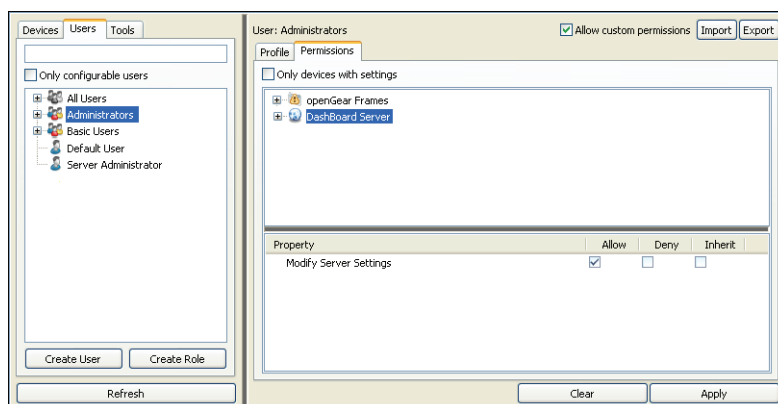 Devices Users Tools
Only configurable users
All Users
Administrators
Basic Users
Default User
Server Administrator
Create User Create Role
Refresh
User: Administrators Allow custom permissions Import Export
Profile Permissions
Only devices with settings
openGear Frames
DashBoard Server
Property Allow Deny Inherit
Modify Server Settings
Clear Apply